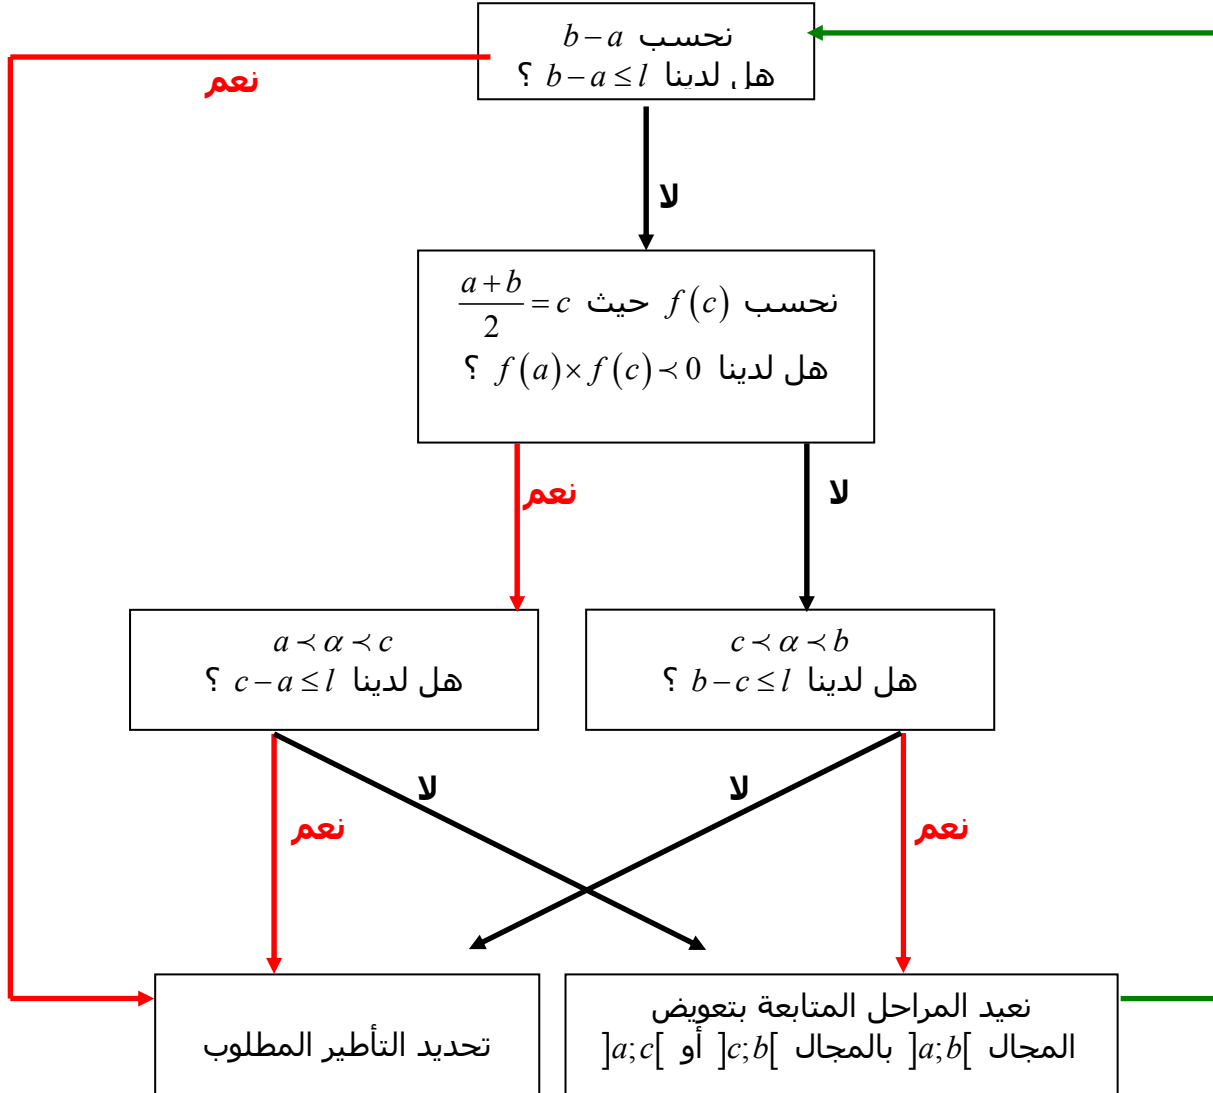 نحسب b − a
هل لدينا b − a ≤ l ؟
نعم
لا
نحسب f(c) حيث (a+b)/2 = c
هل لدينا f(a)×f(c) ≺ 0 ؟
لا
نعم
c ≺ α ≺ b
هل لدينا b − c ≤ l ؟
a ≺ α ≺ c
هل لدينا c − a ≤ l ؟
نعم
لا
لا
نعم
نعيد المراحل المتابعة بتعويض
المجال ]a;b[ بالمجال ]c;b[ أو ]a;c[
تحديد التأطير المطلوب